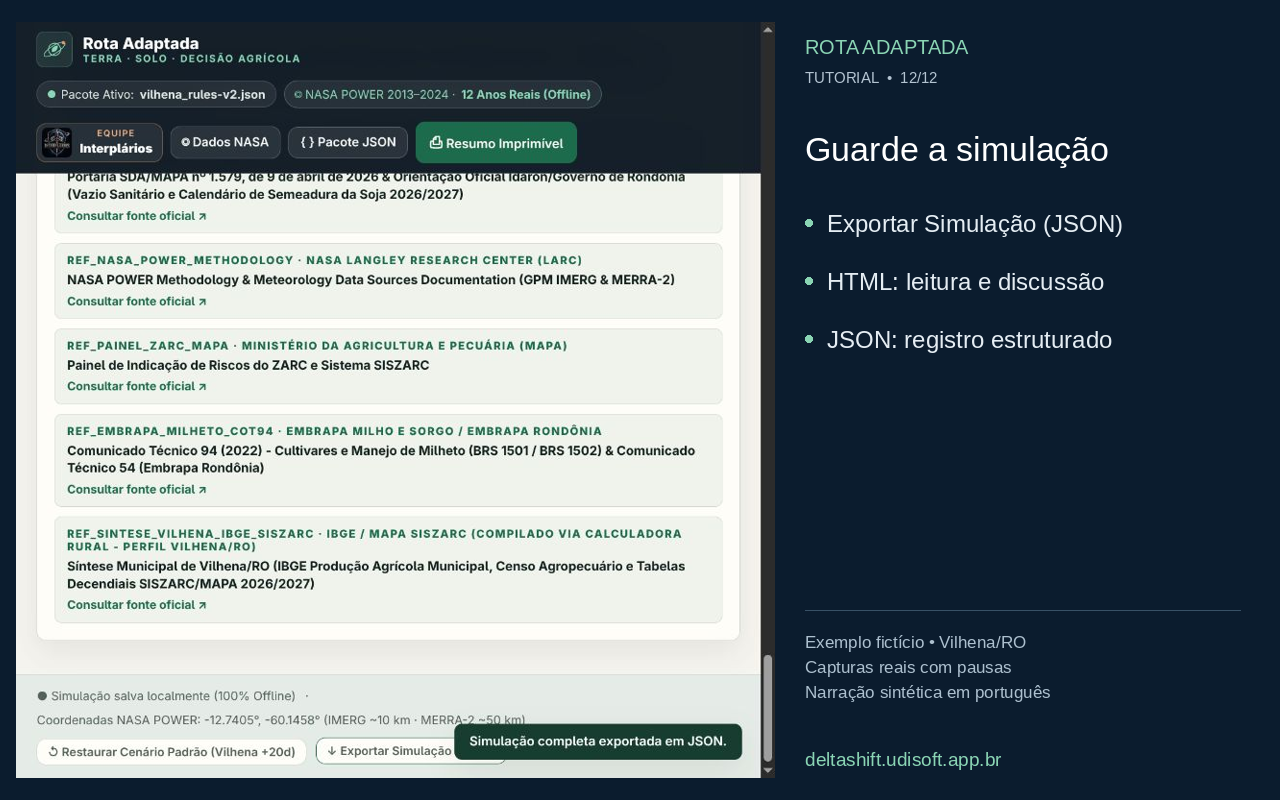 Rota Adaptada
TERRA · SOLO · DECISÃO AGRÍCOLA
Pacote Ativo: vilhena_rules-v2.json
NASA POWER 2013–2024 · 12 Anos Reais (Offline)
EQUIPE
Interplários
Dados NASA
{ } Pacote JSON
Resumo Imprimível
Portaria SDA/MAPA nº 1.579, de 9 de abril de 2026 & Orientação Oficial Idaron/Governo de Rondônia
(Vazio Sanitário e Calendário de Semeadura da Soja 2026/2027)
Consultar fonte oficial ↗
REF_NASA_POWER_METHODOLOGY · NASA LANGLEY RESEARCH CENTER (LARC)
NASA POWER Methodology & Meteorology Data Sources Documentation (GPM IMERG & MERRA-2)
Consultar fonte oficial ↗
REF_PAINEL_ZARC_MAPA · MINISTÉRIO DA AGRICULTURA E PECUÁRIA (MAPA)
Painel de Indicação de Riscos do ZARC e Sistema SISZARC
Consultar fonte oficial ↗
REF_EMBRAPA_MILHETO_COT94 · EMBRAPA MILHO E SORGO / EMBRAPA RONDÔNIA
Comunicado Técnico 94 (2022) - Cultivares e Manejo de Milheto (BRS 1501 / BRS 1502) & Comunicado
Técnico 54 (Embrapa Rondônia)
Consultar fonte oficial ↗
REF_SINTESE_VILHENA_IBGE_SISZARC · IBGE / MAPA SISZARC (COMPILADO VIA CALCULADORA
RURAL - PERFIL VILHENA/RO)
Síntese Municipal de Vilhena/RO (IBGE Produção Agrícola Municipal, Censo Agropecuário e Tabelas
Decendiais SISZARC/MAPA 2026/2027)
Consultar fonte oficial ↗
● Simulação salva localmente (100% Offline) ·
Coordenadas NASA POWER: -12.7405°, -60.1458° (IMERG ~10 km · MERRA-2 ~50 km)
↺ Restaurar Cenário Padrão (Vilhena +20d)
↓ Exportar Simulação
Simulação completa exportada em JSON.
ROTA ADAPTADA
TUTORIAL • 12/12
Guarde a simulação
• Exportar Simulação (JSON)
• HTML: leitura e discussão
• JSON: registro estruturado
Exemplo fictício • Vilhena/RO
Capturas reais com pausas
Narração sintética em português
deltashift.udisoft.app.br